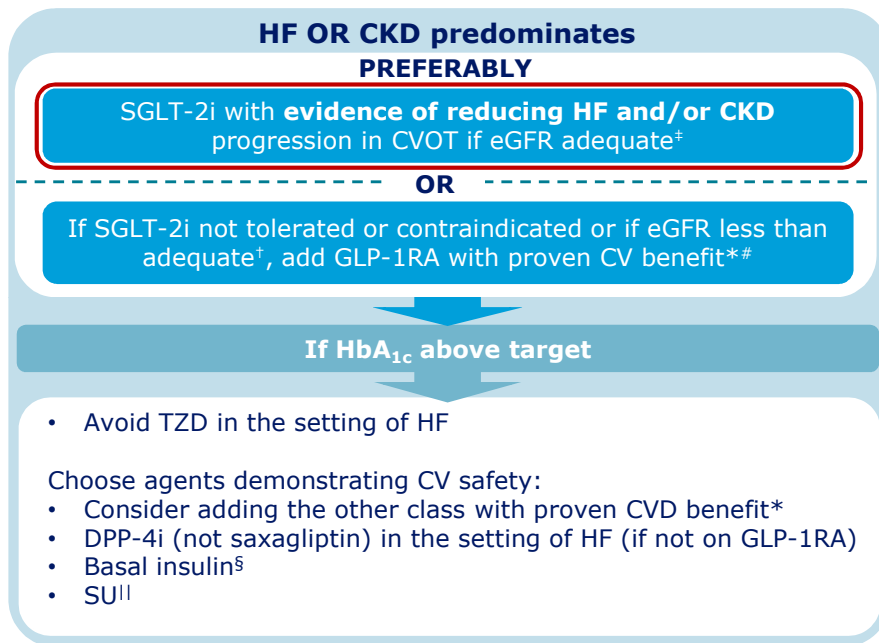 HF OR CKD predominates
PREFERABLY
SGLT-2i with evidence of reducing HF and/or CKD
progression in CVOT if eGFR adequate‡
OR
If SGLT-2i not tolerated or contraindicated or if eGFR less than
adequate†, add GLP-1RA with proven CV benefit*#
If HbA1c above target
• Avoid TZD in the setting of HF
Choose agents demonstrating CV safety:
• Consider adding the other class with proven CVD benefit*
• DPP-4i (not saxagliptin) in the setting of HF (if not on GLP-1RA)
• Basal insulin§
• SU||